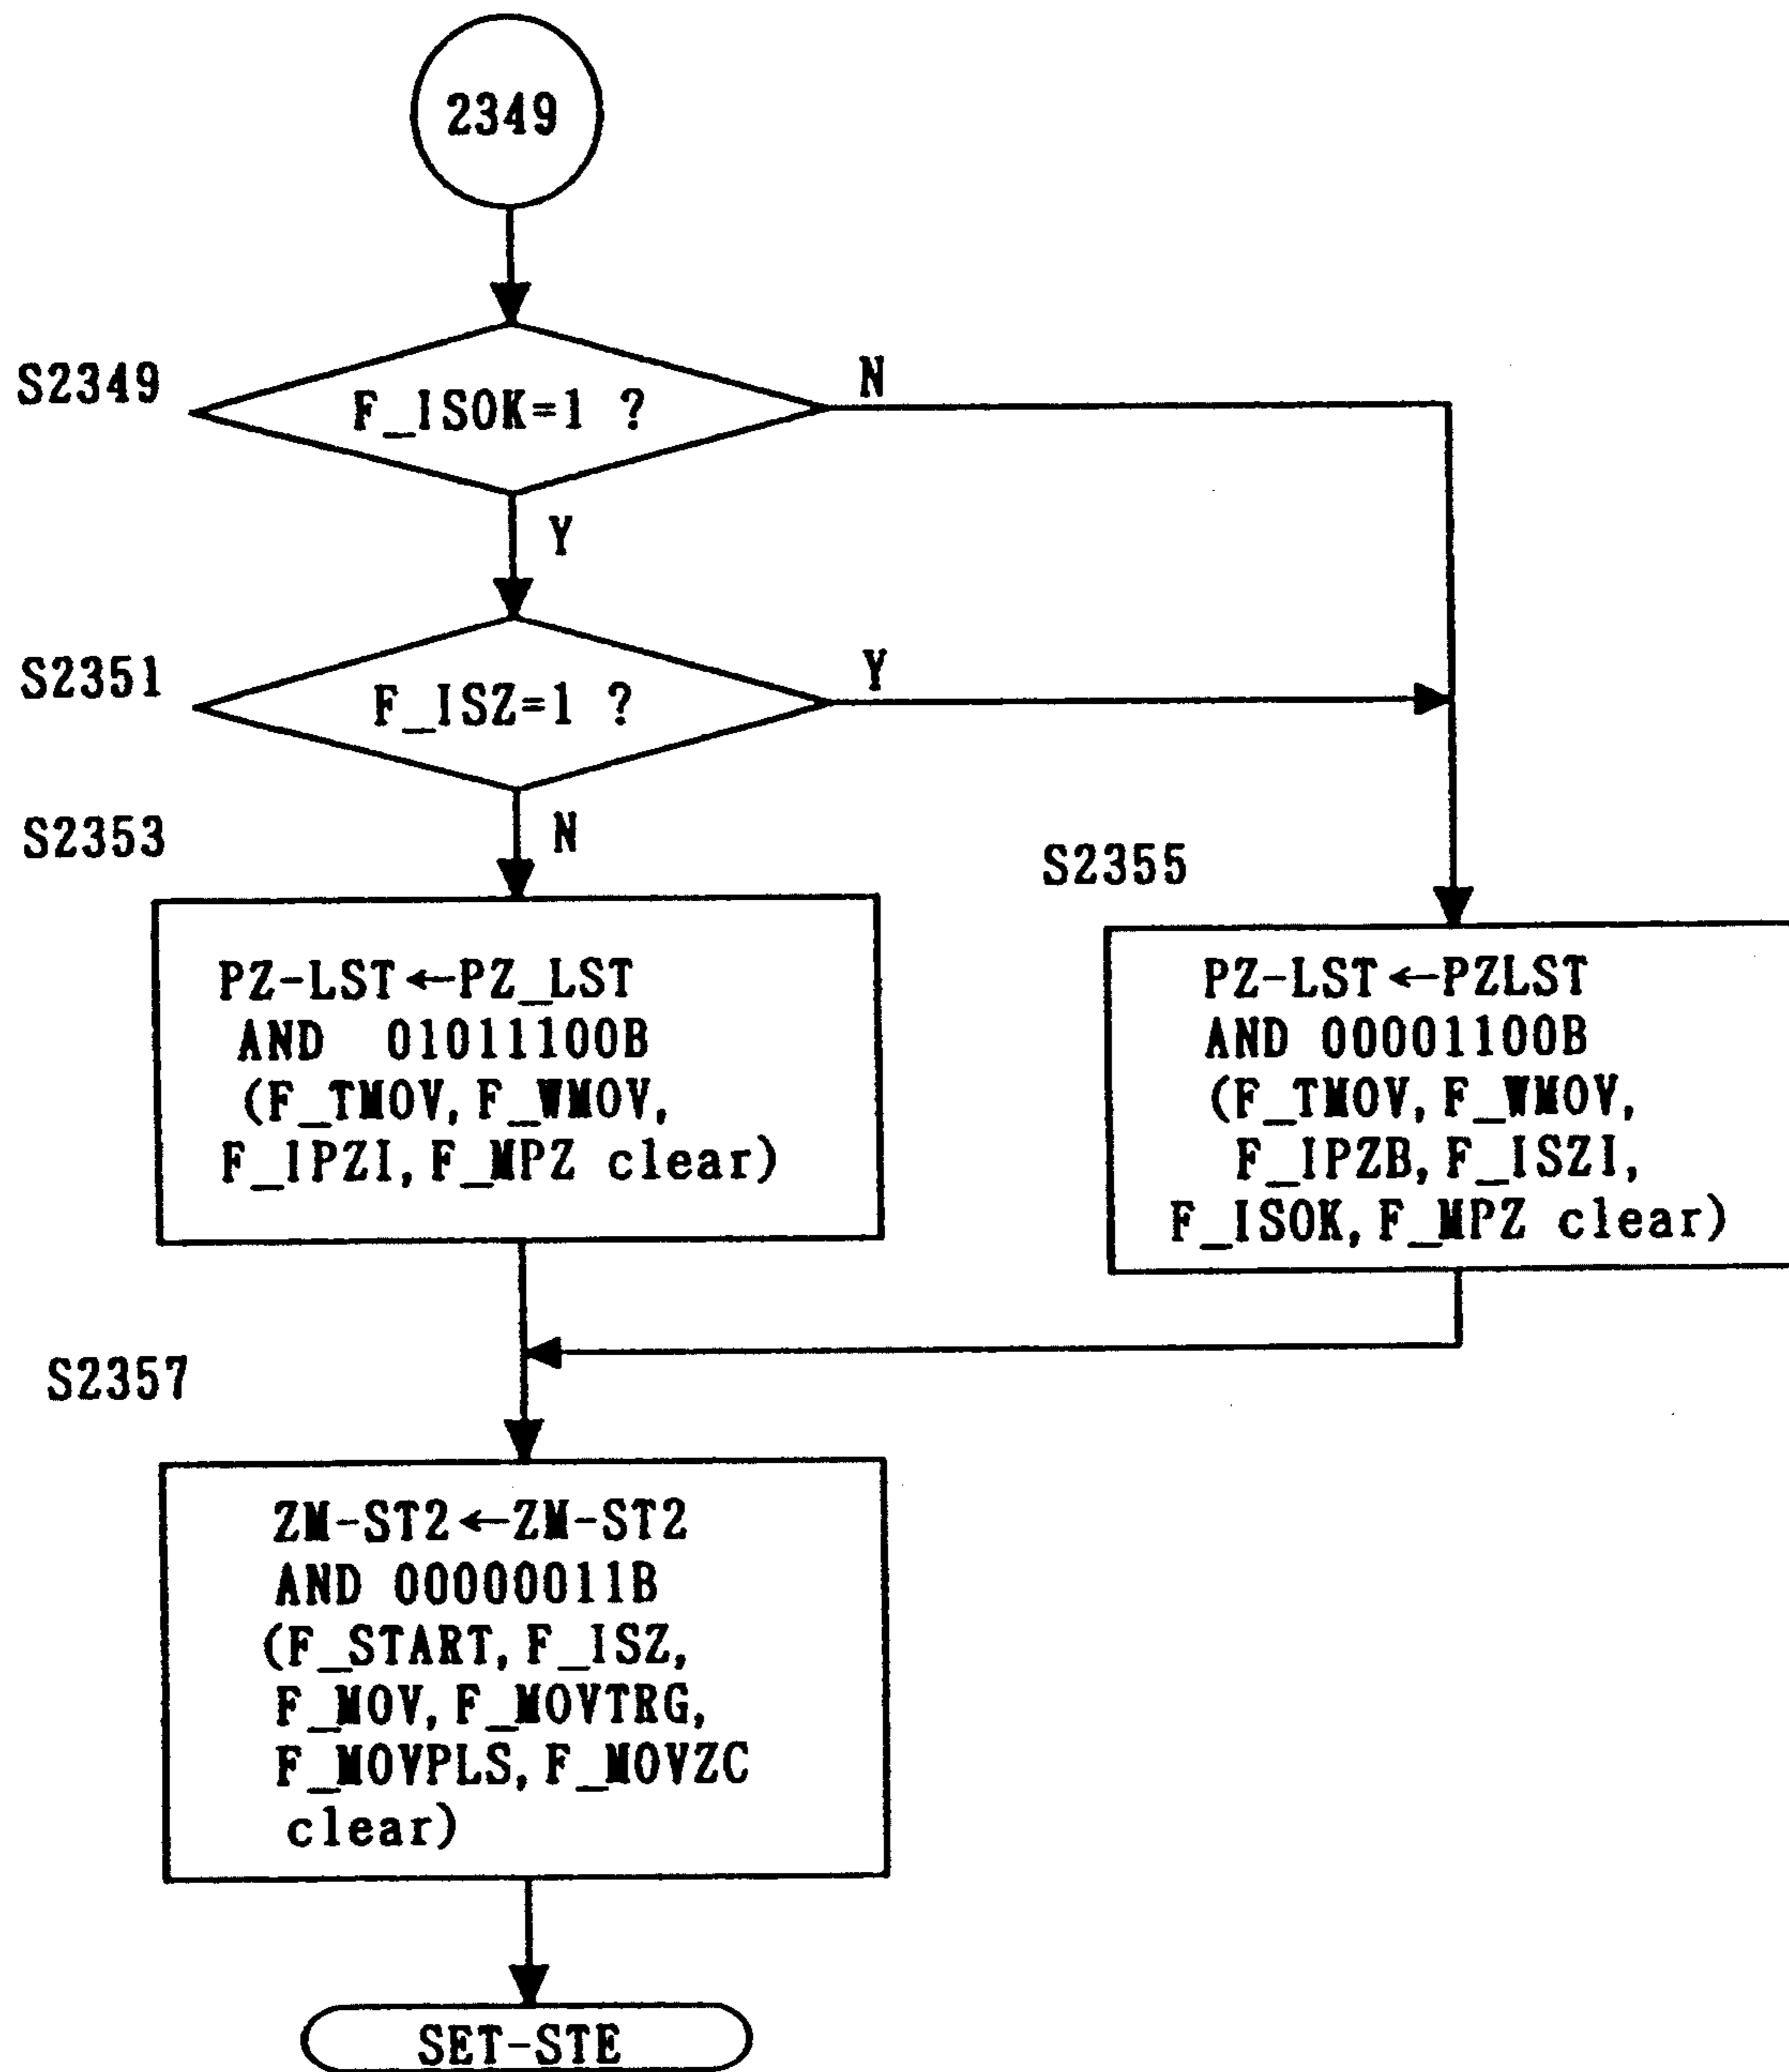 2349
S2349
F_ISOK=1 ?
N
Y
S2351
F_ISZ=1 ?
Y
S2353
N
S2355
PZ-LST←PZ_LST
AND 01011100B
(F_TMOV, F_WMOV,
F_IPZI, F_MPZ clear)
PZ-LST←PZLST
AND 00001100B
(F_TMOV, F_WMOV,
F_IPZB, F_ISZI,
F_ISOK, F_MPZ clear)
S2357
ZM-ST2←ZM-ST2
AND 00000011B
(F_START, F_ISZ,
F_MOV, F_MOVTRG,
F_MOVPLS, F_MOVZC
clear)
SET-STE